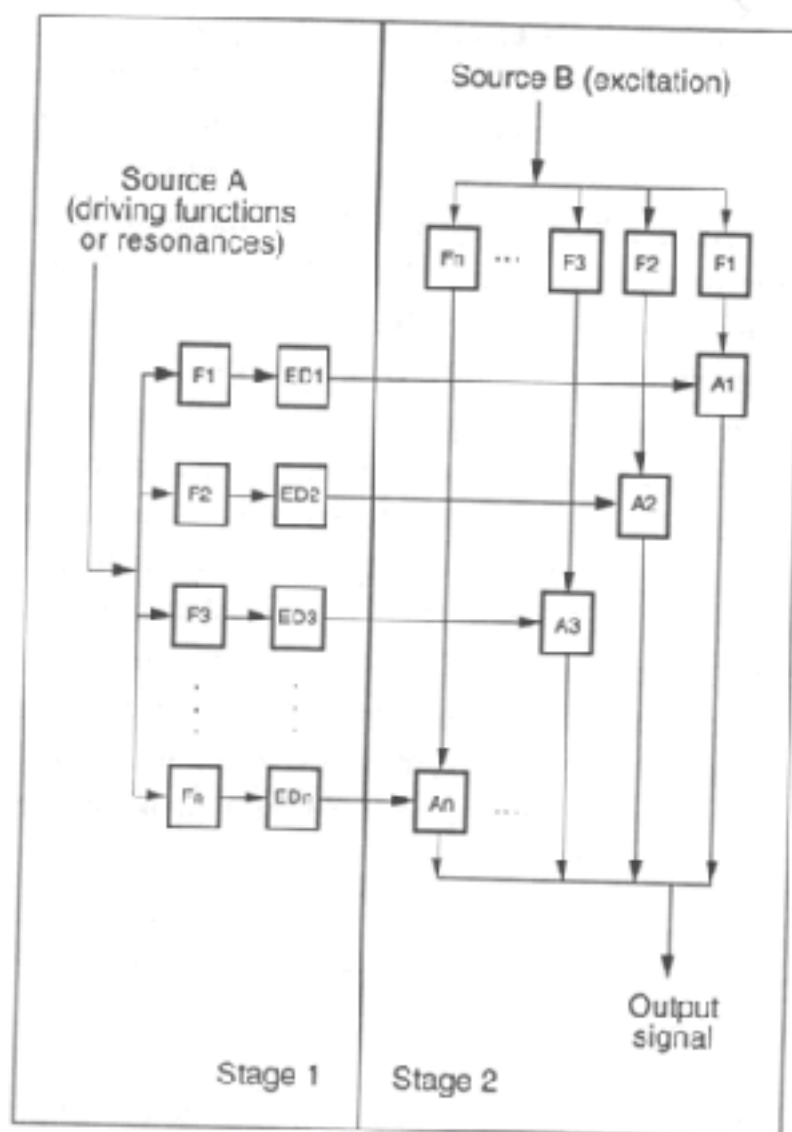 Source B (excitation)
Source A
(driving functions
or resonances)
Fn ... F3 F2 F1
F1 ED1 A1
F2 ED2 A2
F3 ED3 A3
Fn EDn An ...
Output
signal
Stage 1 Stage 2